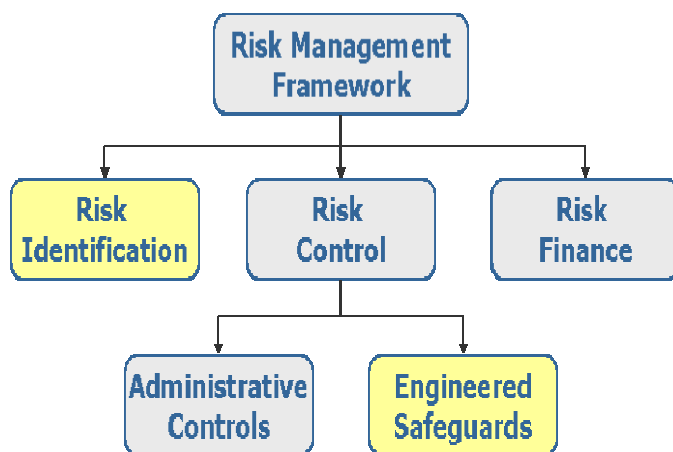 Risk Management
Framework
Risk
Identification
Risk
Control
Risk
Finance
Administrative
Controls
Engineered
Safeguards